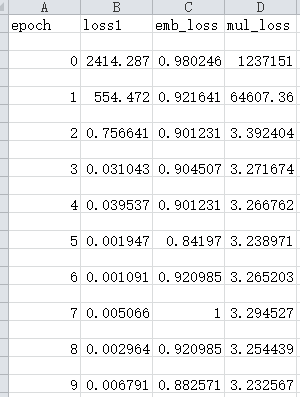 A B C D
epoch loss1 emb_loss mul_loss
0 2414.287 0.980246 1237151
1 554.472 0.921641 64607.36
2 0.756641 0.901231 3.392404
3 0.031043 0.904507 3.271674
4 0.039537 0.901231 3.266762
5 0.001947 0.84197 3.238971
6 0.001091 0.920985 3.265203
7 0.005066 1 3.294527
8 0.002964 0.920985 3.254439
9 0.006791 0.882571 3.232567